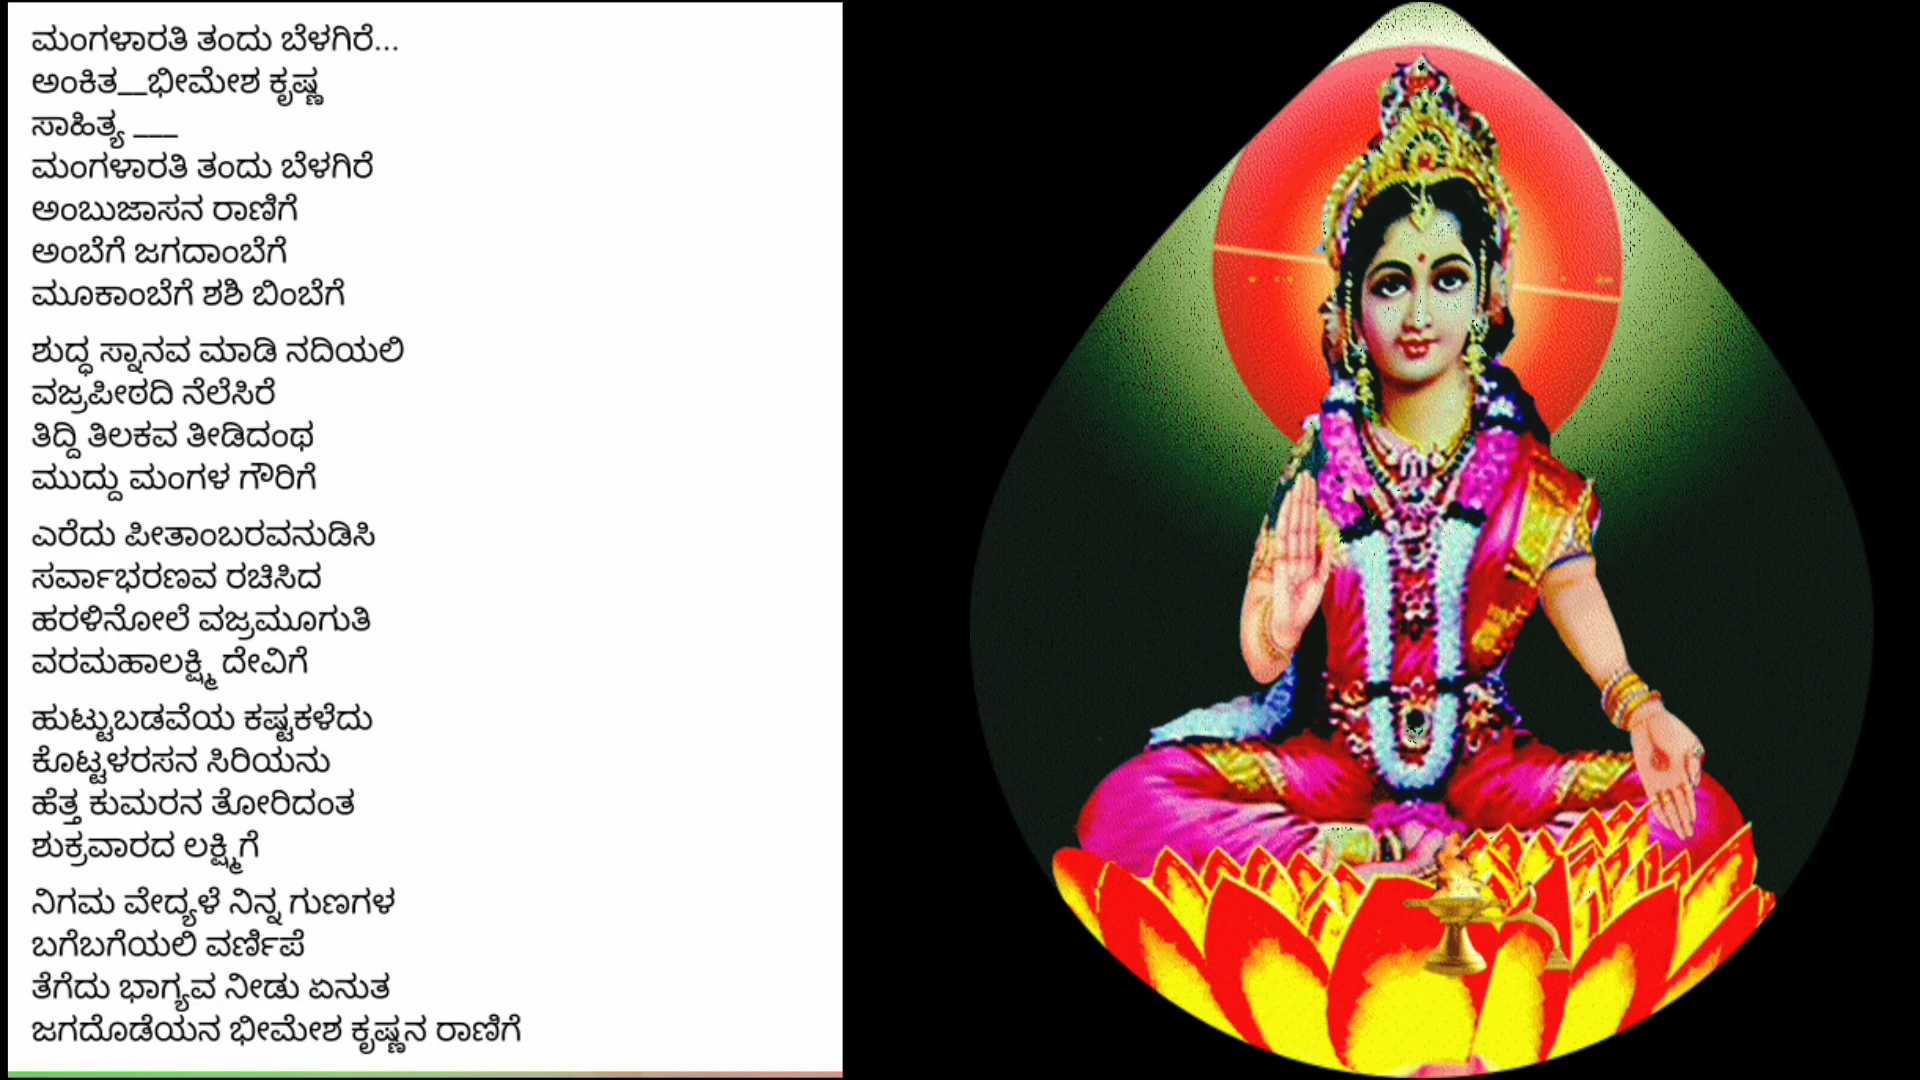 ಮಂಗಳಾರತಿ ತಂದು ಬೆಳಗಿರೆ...
ಅಂಕಿತ__ಭೀಮೇಶ ಕೃಷ್ಣ
ಸಾಹಿತ್ಯ ___
ಮಂಗಳಾರತಿ ತಂದು ಬೆಳಗಿರೆ
ಅಂಬುಜಾಸನ ರಾಣಿಗೆ
ಅಂಬೆಗೆ ಜಗದಾಂಬೆಗೆ
ಮೂಕಾಂಬೆಗೆ ಶಶಿ ಬಿಂಬೆಗೆ
ಶುದ್ಧ ಸ್ನಾನವ ಮಾಡಿ ನದಿಯಲಿ
ವಜ್ರಪೀಠದಿ ನೆಲೆಸಿರೆ
ತಿದ್ದಿ ತಿಲಕವ ತೀಡಿದಂಥ
ಮುದ್ದು ಮಂಗಳ ಗೌರಿಗೆ
ಎರೆದು ಪೀತಾಂಬರವನುಡಿಸಿ
ಸರ್ವಾಭರಣವ ರಚಿಸಿದ
ಹರಳಿನೋಲೆ ವಜ್ರಮೂಗುತಿ
ವರಮಹಾಲಕ್ಷ್ಮಿ ದೇವಿಗೆ
ಹುಟ್ಟುಬಡವೆಯ ಕಷ್ಟಕಳೆದು
ಕೊಟ್ಟಳರಸನ ಸಿರಿಯನು
ಹೆತ್ತ ಕುಮರನ ತೋರಿದಂತ
ಶುಕ್ರವಾರದ ಲಕ್ಷ್ಮಿಗೆ
ನಿಗಮ ವೇದ್ಯಳೆ ನಿನ್ನ ಗುಣಗಳ
ಬಗೆಬಗೆಯಲಿ ವರ್ಣಿಪೆ
ತೆಗೆದು ಭಾಗ್ಯವ ನೀಡು ಏನುತ
ಜಗದೊಡೆಯನ ಭೀಮೇಶ ಕೃಷ್ಣನ ರಾಣಿಗೆ